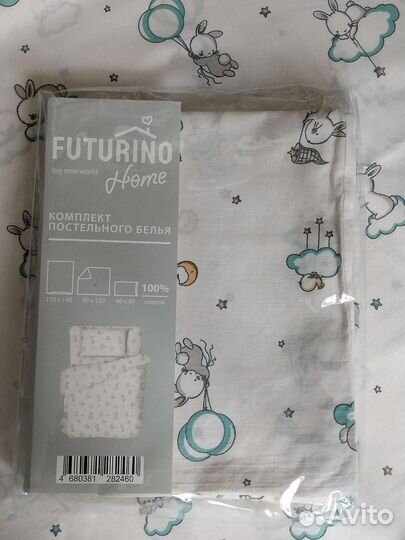 FUTURINO
big new world
Home
КОМПЛЕКТ
ПОСТЕЛЬНОГО БЕЛЬЯ
110 x 140
90 x 150
40 x 60
100%
хлопок
4 680381 282460
Avito